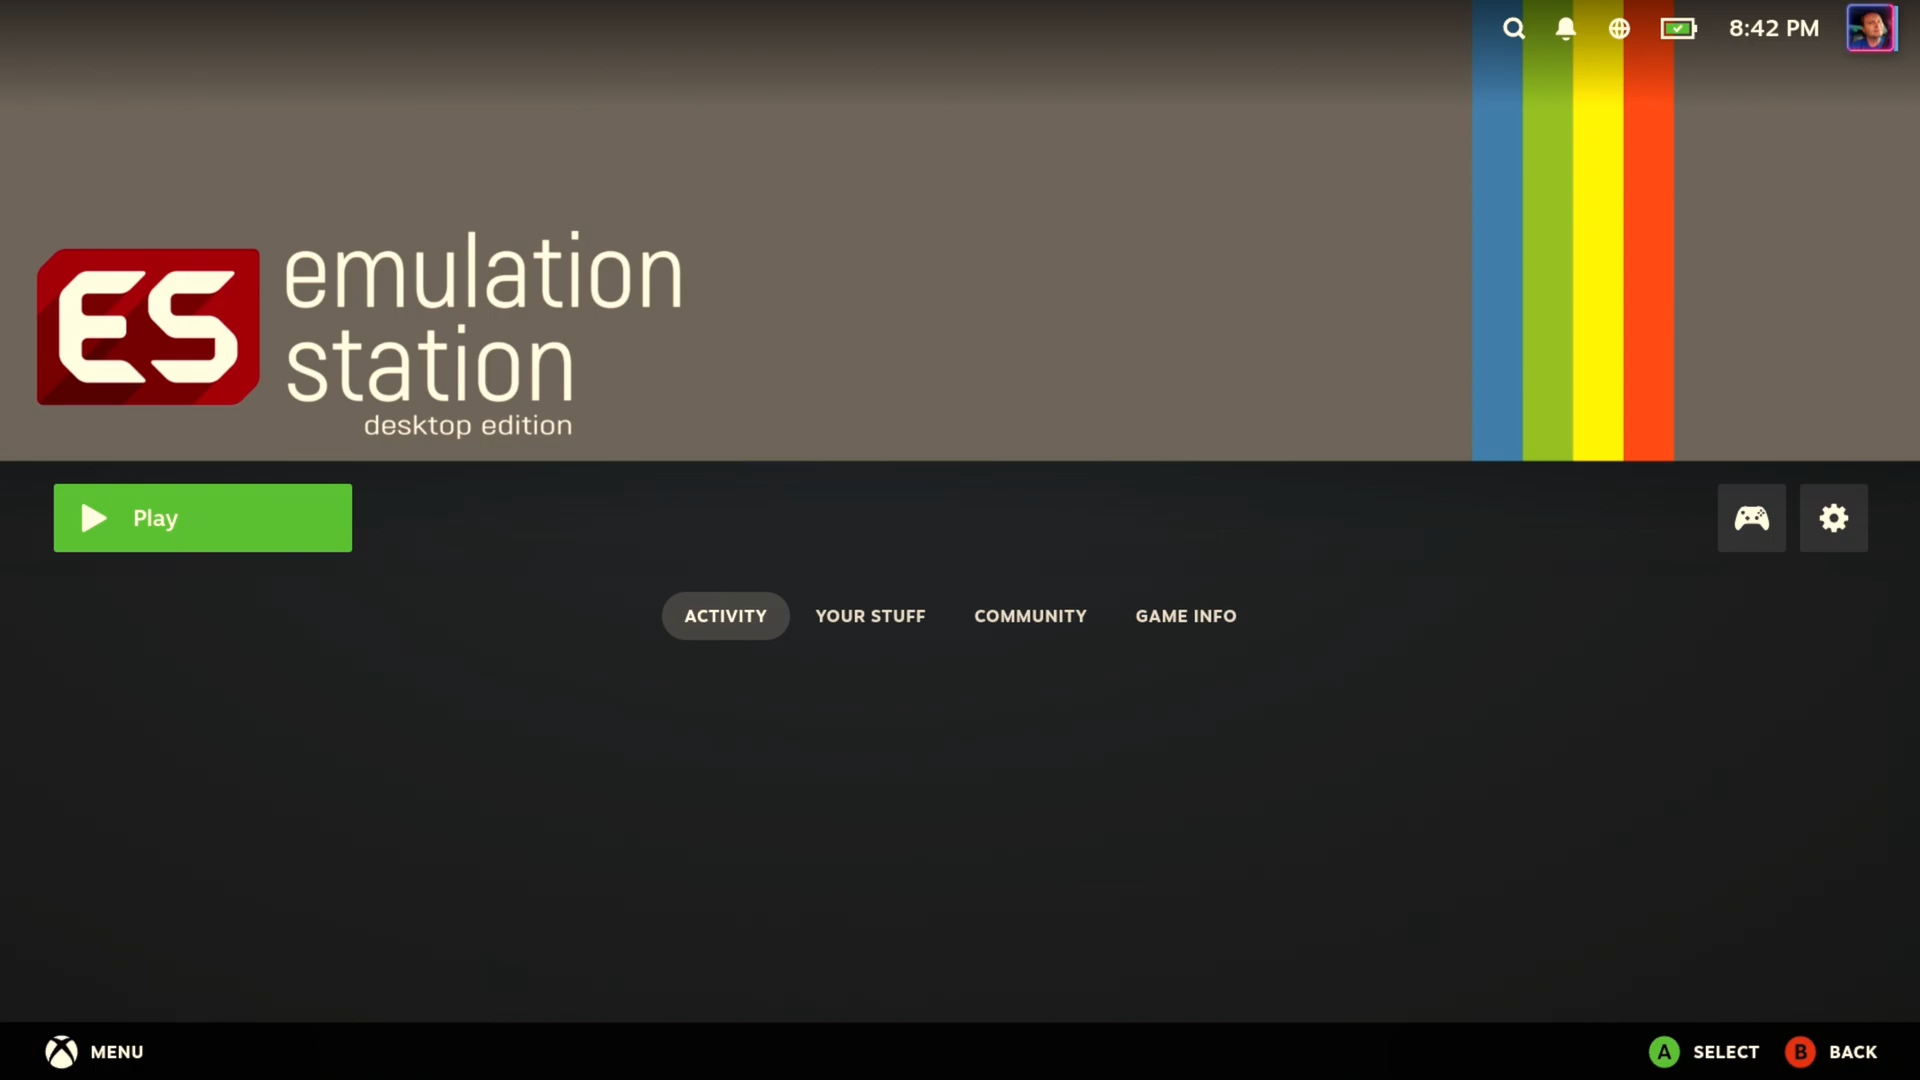 8:42 PM
ES
emulation
station
desktop edition
Play
ACTIVITY YOUR STUFF COMMUNITY GAME INFO
MENU
A SELECT B BACK